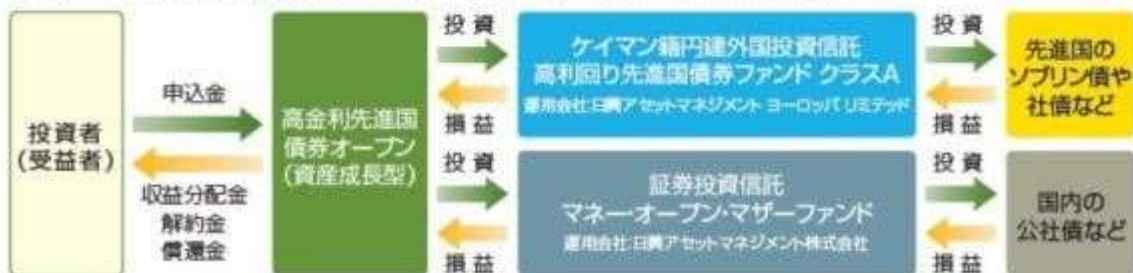 投資者
(受益者)
申込金
収益分配金
解約金
償還金
高金利先進国
債券オープン
(資産成長型)
投資
損益
ケイマン籍円建外国投資信託
高利回り先進国債券ファンド クラスA
運用会社:日興アセットマネジメント ヨーロッパ リミテッド
投資
損益
先進国の
ソブリン債や
社債など
投資
損益
証券投資信託
マネー・オープン・マザーファンド
運用会社:日興アセットマネジメント株式会社
投資
損益
国内の
公社債など